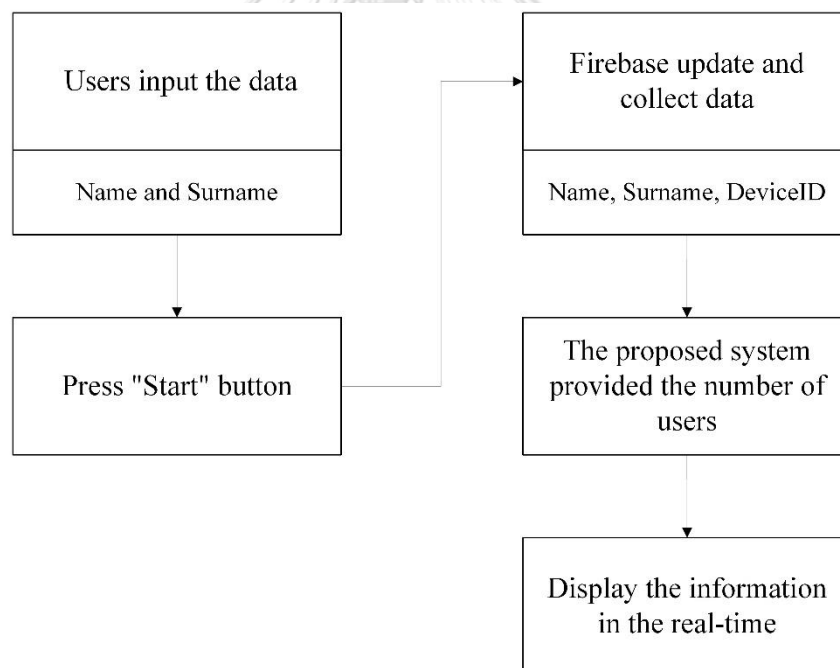 Users input the data
Name and Surname
Press "Start" button
Firebase update and
collect data
Name, Surname, DeviceID
The proposed system
provided the number of
users
Display the information
in the real-time